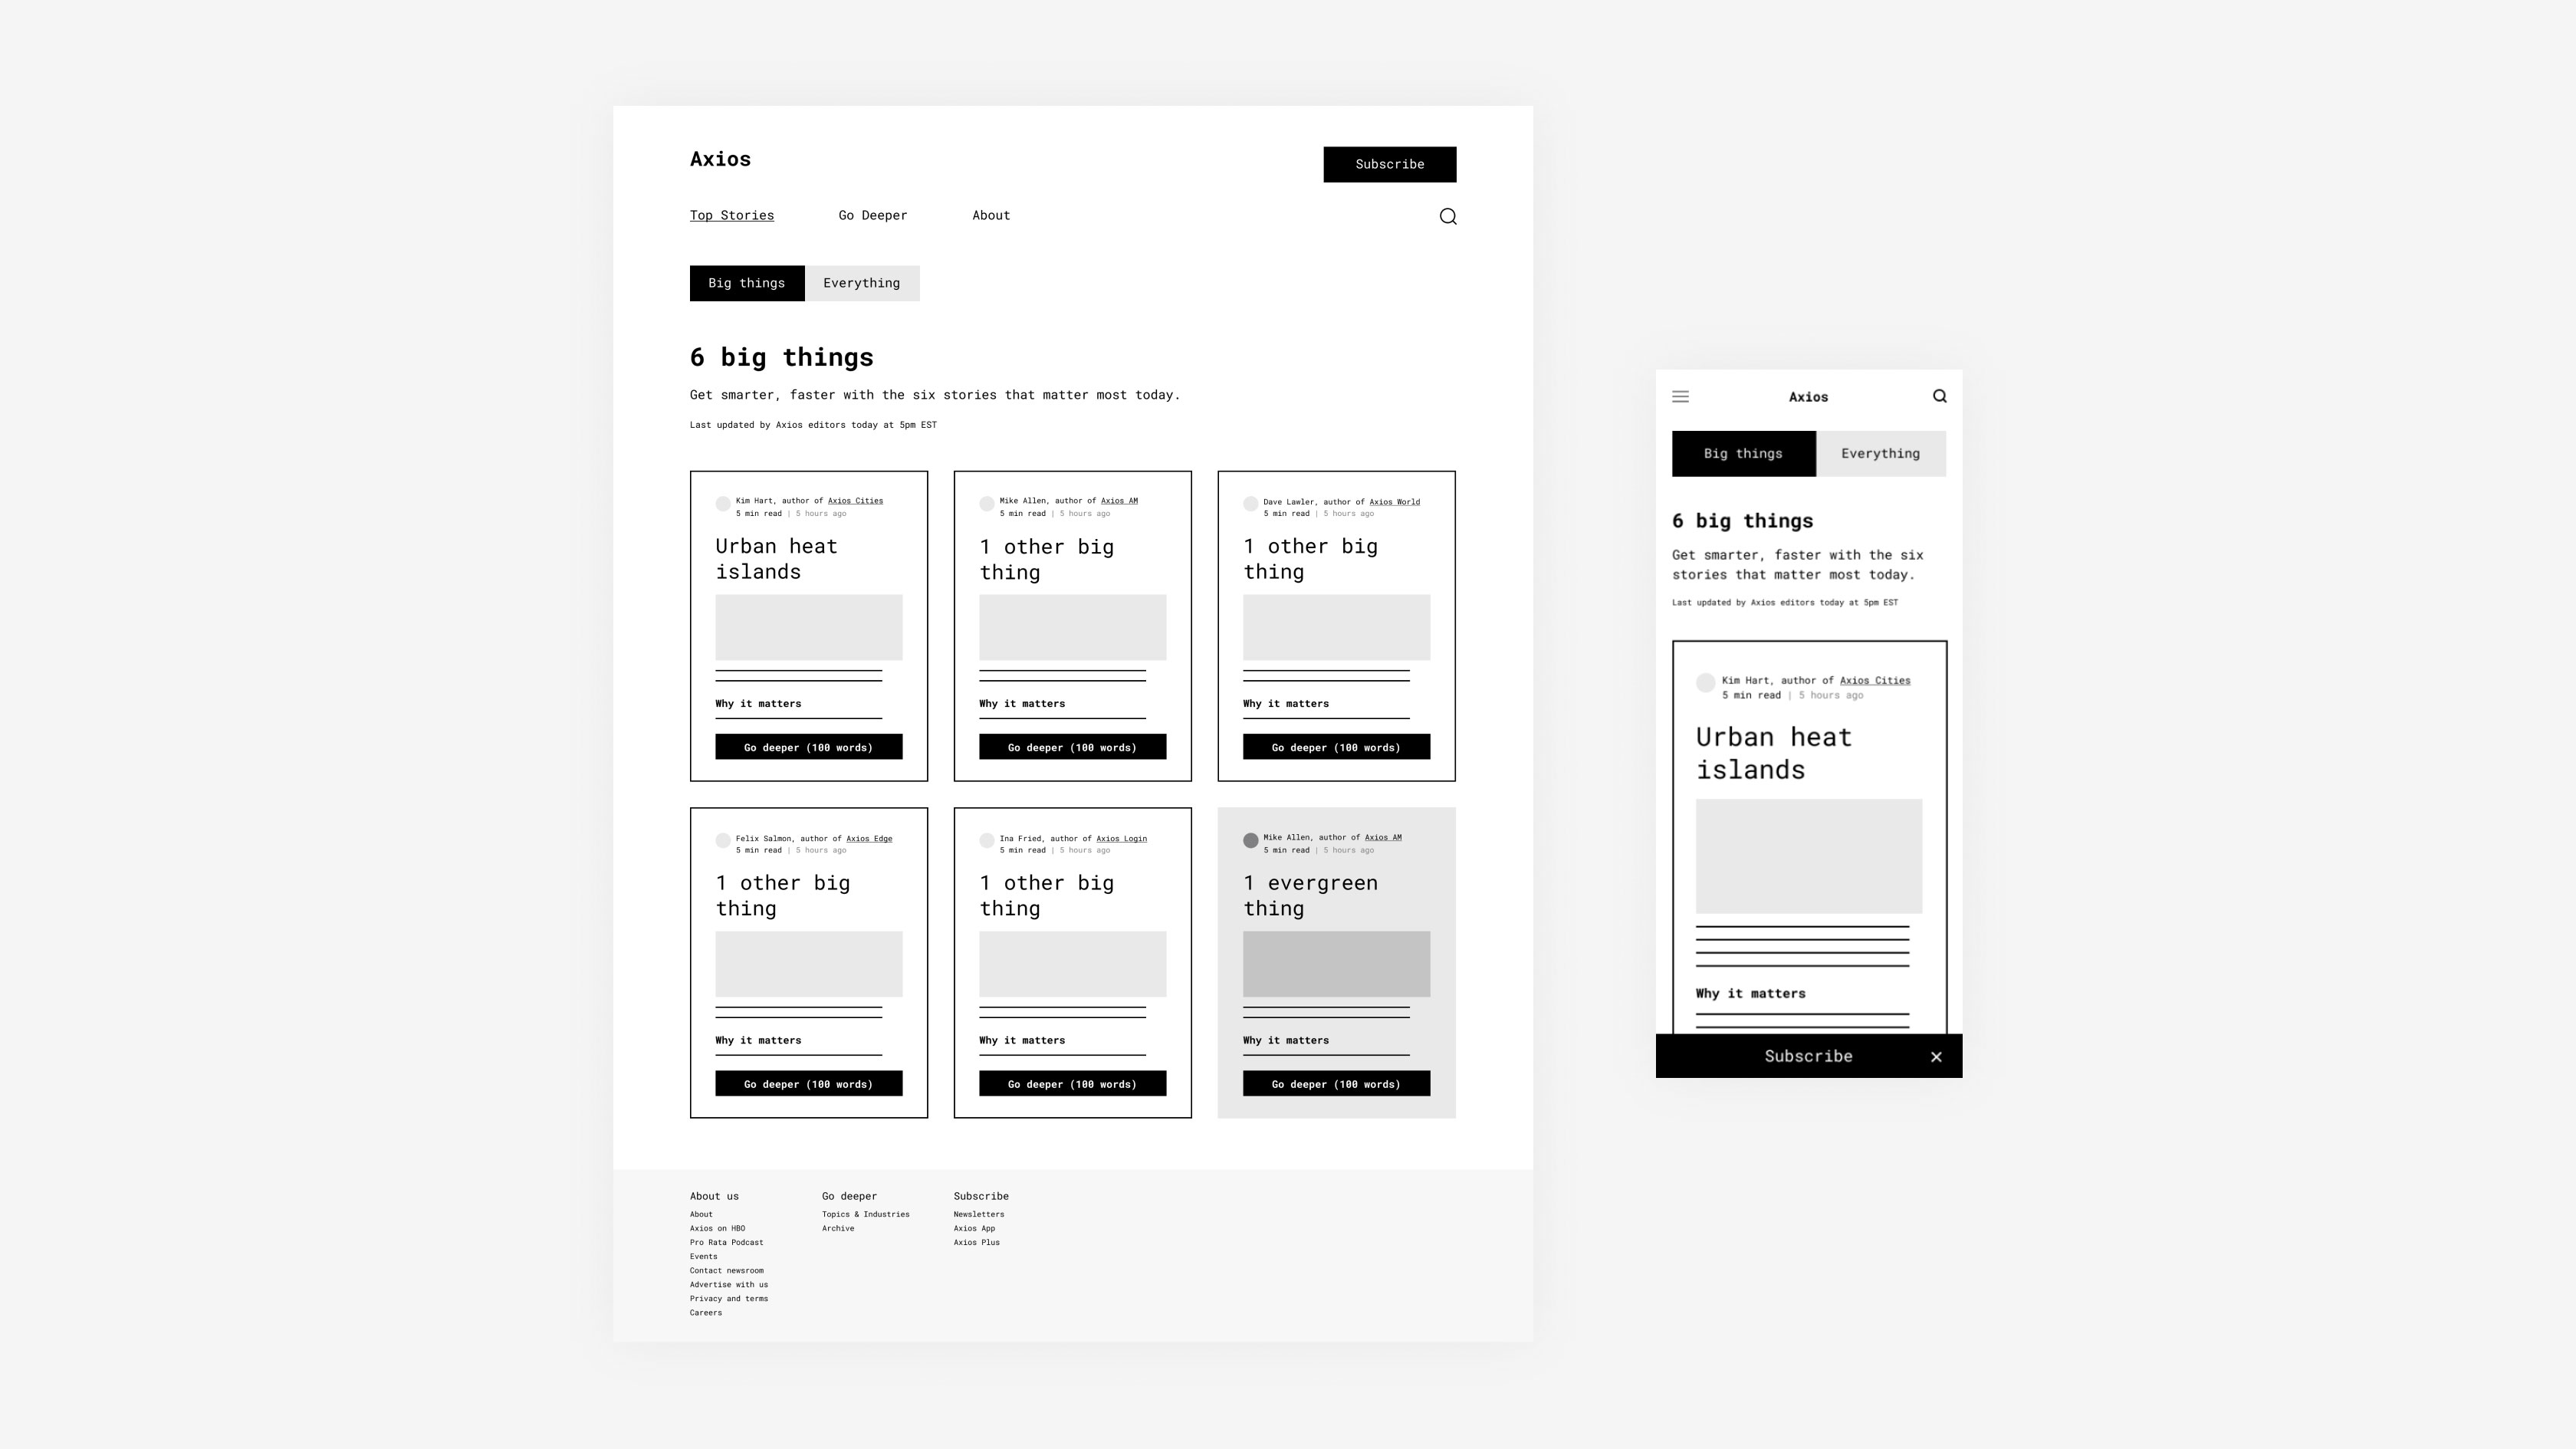 Axios
Subscribe
Top Stories
Go Deeper
About
Big things
Everything
6 big things
Get smarter, faster with the six stories that matter most today.
Last updated by Axios editors today at 5pm EST
Kim Hart, author of Axios Cities
5 min read | 5 hours ago
Urban heat
islands
Why it matters
Go deeper (100 words)
Mike Allen, author of Axios AM
5 min read | 5 hours ago
1 other big
thing
Why it matters
Go deeper (100 words)
Dave Lawler, author of Axios World
5 min read | 5 hours ago
1 other big
thing
Why it matters
Go deeper (100 words)
Felix Salmon, author of Axios Edge
5 min read | 5 hours ago
1 other big
thing
Why it matters
Go deeper (100 words)
Ina Fried, author of Axios Login
5 min read | 5 hours ago
1 other big
thing
Why it matters
Go deeper (100 words)
Mike Allen, author of Axios AM
5 min read | 5 hours ago
1 evergreen
thing
Why it matters
Go deeper (100 words)
About us
About
Axios on HBO
Pro Rata Podcast
Events
Contact newsroom
Advertise with us
Privacy and terms
Careers
Go deeper
Topics & Industries
Archive
Subscribe
Newsletters
Axios App
Axios Plus
Axios
Big things
Everything
6 big things
Get smarter, faster with the six
stories that matter most today.
Last updated by Axios editors today at 5pm EST
Kim Hart, author of Axios Cities
5 min read | 5 hours ago
Urban heat
islands
Why it matters
Subscribe